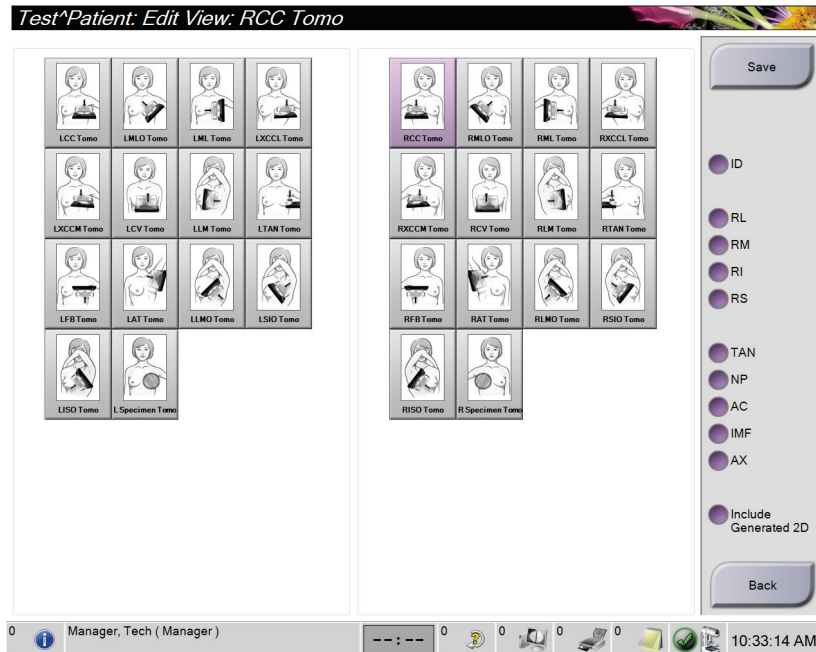 Test^Patient: Edit View: RCC Tomo
LCC Tomo LMLO Tomo LML Tomo LXCCL Tomo
LXCCM Tomo LCV Tomo LLM Tomo LTAN Tomo
LFB Tomo LAT Tomo LLMO Tomo LSIO Tomo
LISO Tomo L Specimen Tomo
RCC Tomo RMLO Tomo RML Tomo RXCCL Tomo
RXCCM Tomo RCV Tomo RLM Tomo RTAN Tomo
RFB Tomo RAT Tomo RLMO Tomo RSIO Tomo
RISO Tomo R Specimen Tomo
Save
ID
RL
RM
RI
RS
TAN
NP
AC
IMF
AX
Include
Generated 2D
Back
0 Manager, Tech ( Manager ) --:-- 0 0 0 0 10:33:14 AM